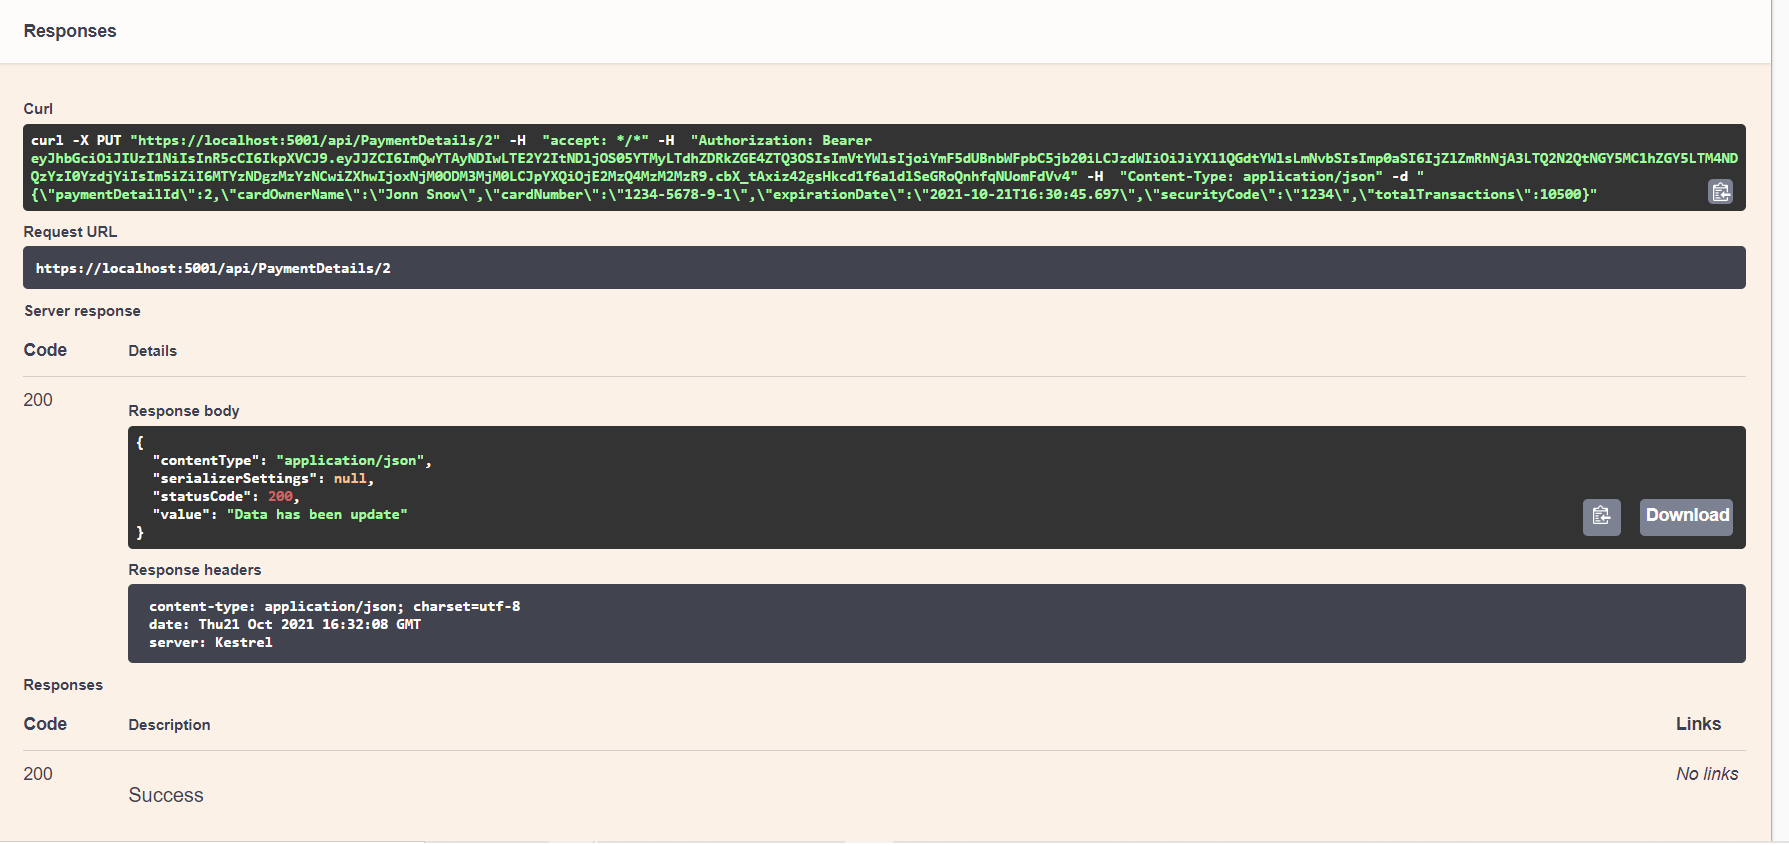 Responses
Curl
curl -X PUT "https://localhost:5001/api/PaymentDetails/2" -H  "accept: */*" -H  "Authorization: Bearer
eyJhbGciOiJIUzI1NiIsInR5cCI6IkpXVCJ9.eyJJZCI6ImQwYTAyNDIwLTE2Y2ItNDljOS05YTMyLTdhZDRkZGE4ZTQ3OSIsImVtYWlsIjoiYmF5dUBnbWFpbC5jb20iLCJzdWIiOiJiYXl1QGdtYWlsLmNvbSIsImp0aSI6IjZlZmRhNjA3LTQ2N2QtNGY5MC1hZGY5LTM4ND
QzYzI0YzdjYiIsIm5iZiI6MTYzNDgzMzYzNCwiZXhwIjoxNjM0ODM3MjM0LCJpYXQiOjE2MzQ4MzM2MzR9.cbX_tAxiz42gsHkcd1f6a1dlSeGRoQnhfqNUomFdVv4" -H  "Content-Type: application/json" -d "
{\"paymentDetailId\":2,\"cardOwnerName\":\"Jonn Snow\",\"cardNumber\":\"1234-5678-9-1\",\"expirationDate\":\"2021-10-21T16:30:45.697\",\"securityCode\":\"1234\",\"totalTransactions\":10500}"
Request URL
https://localhost:5001/api/PaymentDetails/2
Server response
Code Details
200
Response body
{
  "contentType": "application/json",
  "serializerSettings": null,
  "statusCode": 200,
  "value": "Data has been update"
}
Download
Response headers
content-type: application/json; charset=utf-8
date: Thu21 Oct 2021 16:32:08 GMT
server: Kestrel
Responses
Code Description Links
200 No links
Success